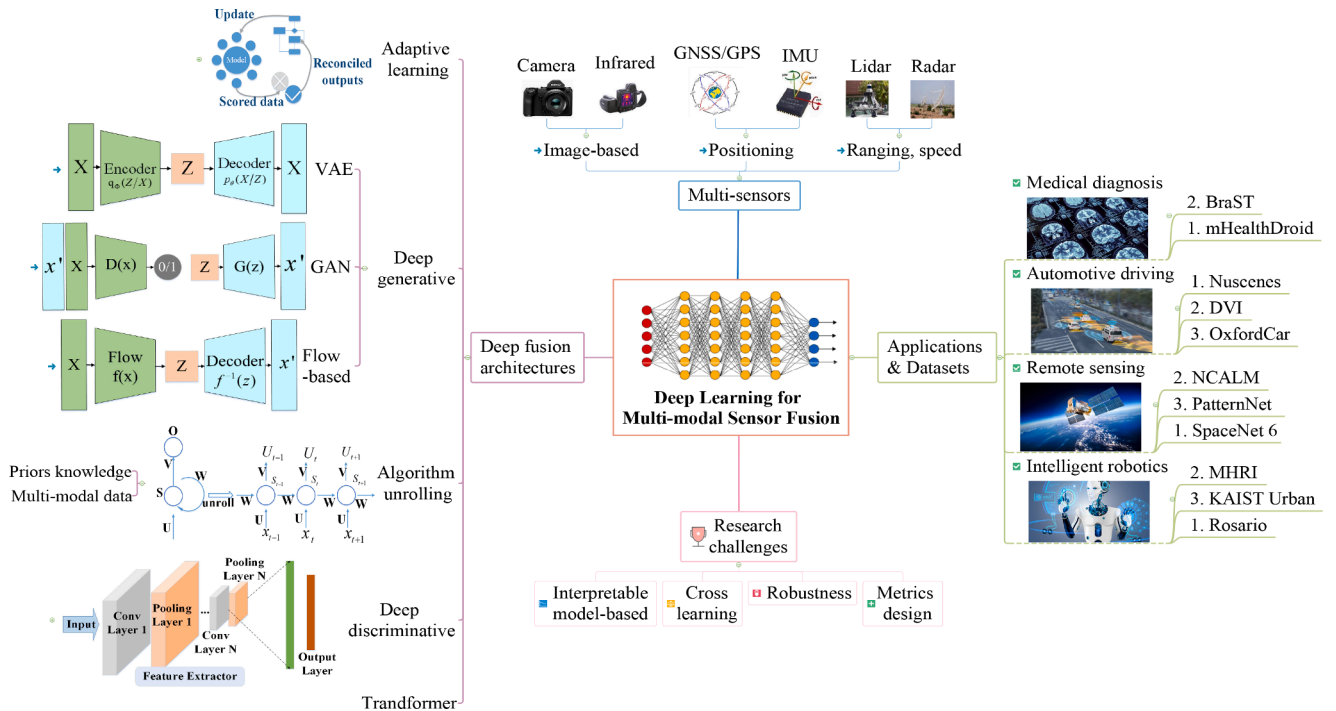 Update
Model
Reconciled
outputs
Scored data
Adaptive
learning
X
Encoder
qΦ(Z/X)
Z
Decoder
pθ(X/Z)
X
VAE
x'
X
D(x)
0/1
Z
G(z)
x'
GAN
X
Flow
f(x)
Z
Decoder
f⁻¹(z)
x'
Flow
-based
Deep
generative
Priors knowledge
Multi-modal data
O
V
S
W
U
unroll
U t-1
U t
U t+1
V
V
V
S t-1
S t
S t+1
W
W
W
W
U
U
U
x t-1
x t
x t+1
Algorithm
unrolling
Input
Conv
Layer 1
Pooling
Layer 1
...
Conv
Layer N
Pooling
Layer N
Output
Layer
Feature Extractor
Deep
discriminative
Trandformer
Deep fusion
architectures
Camera
Infrared
GNSS/GPS
IMU
Lidar
Radar
Image-based
Positioning
Ranging, speed
Multi-sensors
Deep Learning for
Multi-modal Sensor Fusion
Research
challenges
Interpretable
model-based
Cross
learning
Robustness
Metrics
design
Applications
& Datasets
Medical diagnosis
2. BraST
1. mHealthDroid
Automotive driving
1. Nuscenes
2. DVI
3. OxfordCar
Remote sensing
2. NCALM
3. PatternNet
1. SpaceNet 6
Intelligent robotics
2. MHRI
3. KAIST Urban
1. Rosario